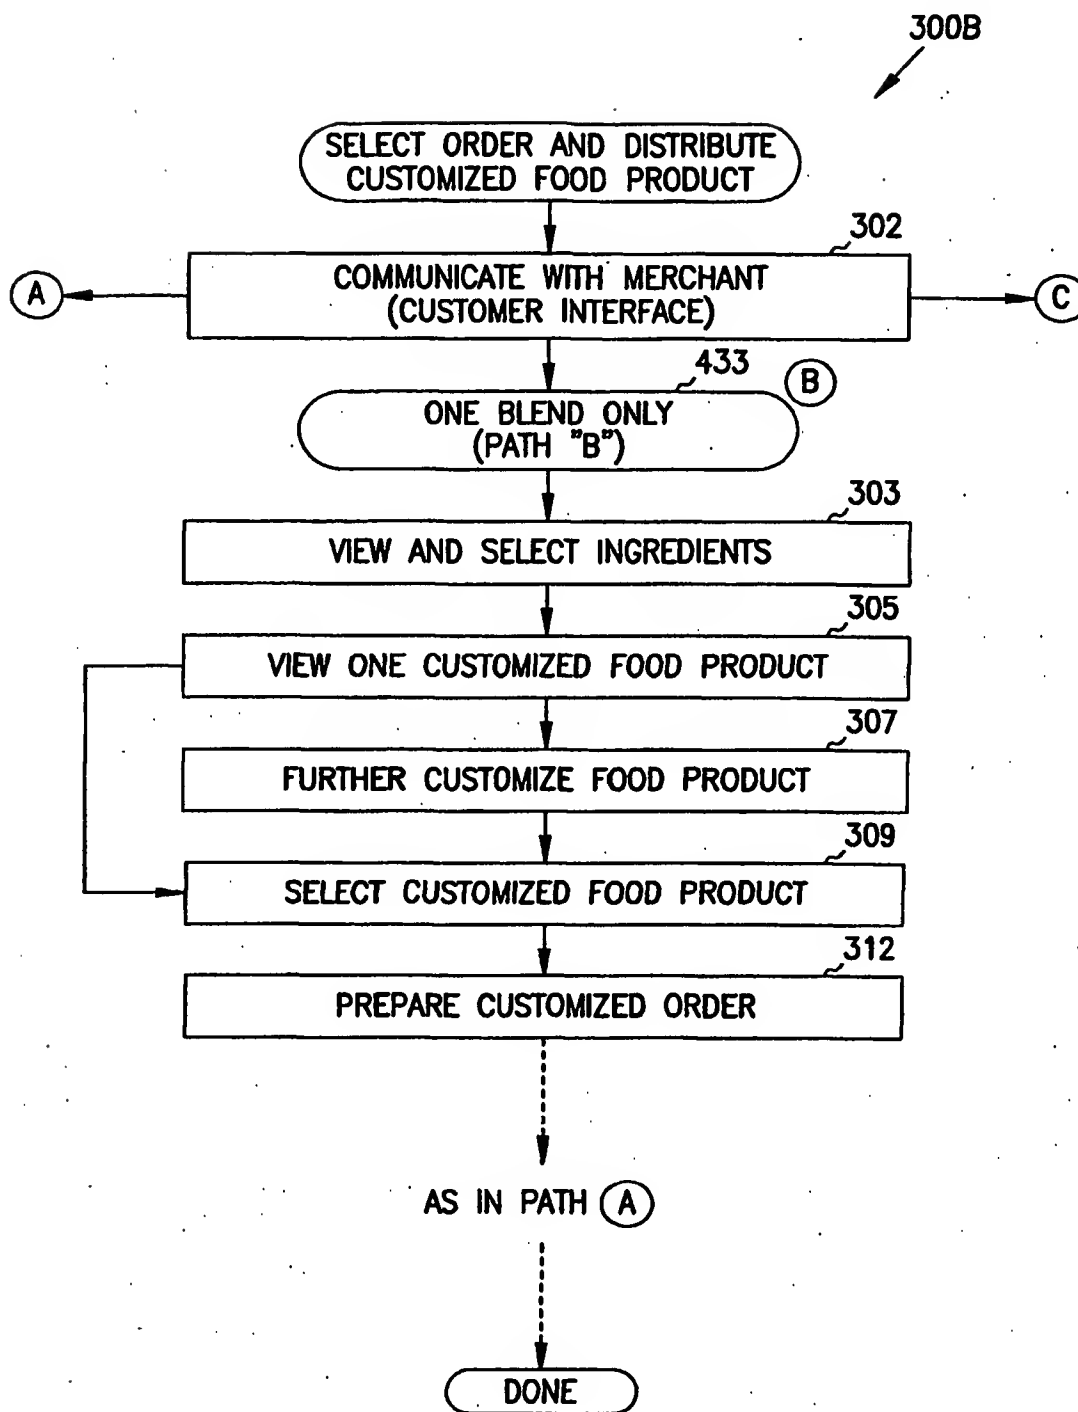 300B
SELECT ORDER AND DISTRIBUTE
CUSTOMIZED FOOD PRODUCT
302
A
COMMUNICATE WITH MERCHANT
(CUSTOMER INTERFACE)
C
433
B
ONE BLEND ONLY
(PATH "B")
303
VIEW AND SELECT INGREDIENTS
305
VIEW ONE CUSTOMIZED FOOD PRODUCT
307
FURTHER CUSTOMIZE FOOD PRODUCT
309
SELECT CUSTOMIZED FOOD PRODUCT
312
PREPARE CUSTOMIZED ORDER
AS IN PATH A
DONE